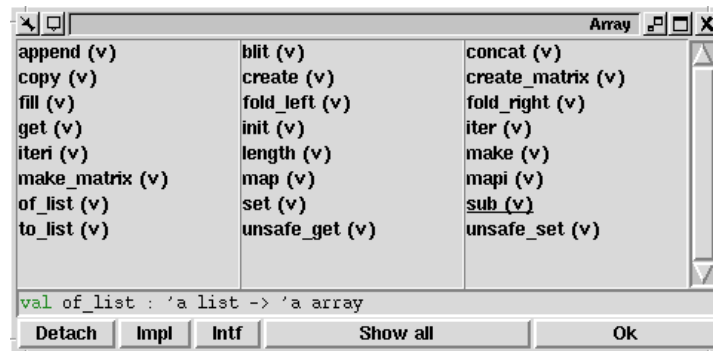 Array
append (v) blit (v) concat (v)
copy (v) create (v) create_matrix (v)
fill (v) fold_left (v) fold_right (v)
get (v) init (v) iter (v)
iteri (v) length (v) make (v)
make_matrix (v) map (v) mapi (v)
of_list (v) set (v) sub (v)
to_list (v) unsafe_get (v) unsafe_set (v)
val of_list : 'a list -> 'a array
Detach Impl Intf Show all Ok